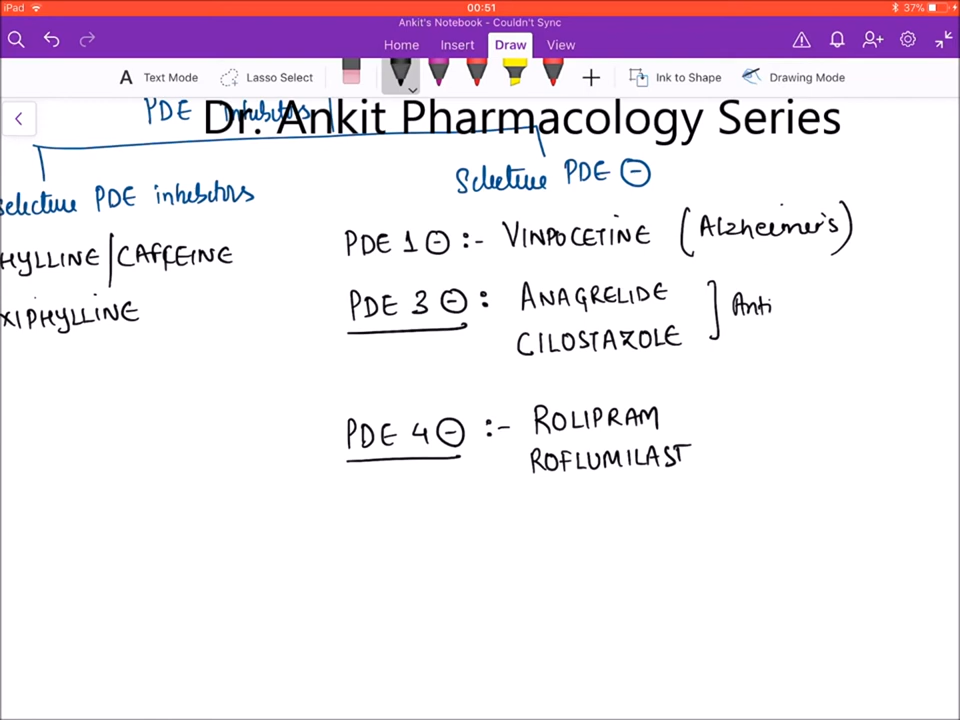 iPad 00:51 37%
Ankit's Notebook - Couldn't Sync
Home Insert Draw View
A Text Mode Lasso Select Ink to Shape Drawing Mode
PDE inhibitors
Dr. Ankit Pharmacology Series
selective PDE inhibitors
Selective PDE ⊖
HYLLINE / CAFFEINE
XIPHYLLINE
PDE 1 ⊖ :- VINPOCETINE (Alzheimer's)
PDE 3 ⊖ : ANAGRELIDE ] Anti
CILOSTAZOLE
PDE 4 ⊖ :- ROLIPRAM
ROFLUMILAST